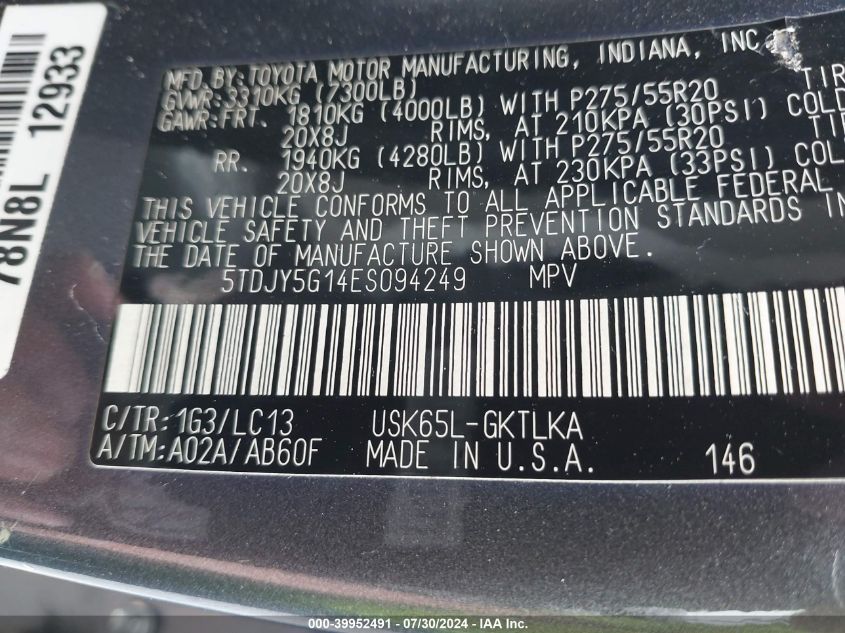 78N8L 12933
MFD. BY: TOYOTA MOTOR MANUFACTURING, INDIANA, INC.
GVWR: 3310KG (7300LB)
GAWR: FRT. 1810KG (4000LB) WITH P275/55R20 TIR
20X8J RIMS, AT 210KPA (30PSI) COLD
RR. 1940KG (4280LB) WITH P275/55R20 TI
20X8J RIMS, AT 230KPA (33PSI) COL
THIS VEHICLE CONFORMS TO ALL APPLICABLE FEDERAL
VEHICLE SAFETY AND THEFT PREVENTION STANDARDS IN
THE DATE OF MANUFACTURE SHOWN ABOVE.
5TDJY5G14ES094249 MPV
C/TR: 1G3/LC13 USK65L-GKTLKA
A/TM: A02A/AB60F MADE IN U.S.A. 146
000-39952491 - 07/30/2024 - IAA Inc.